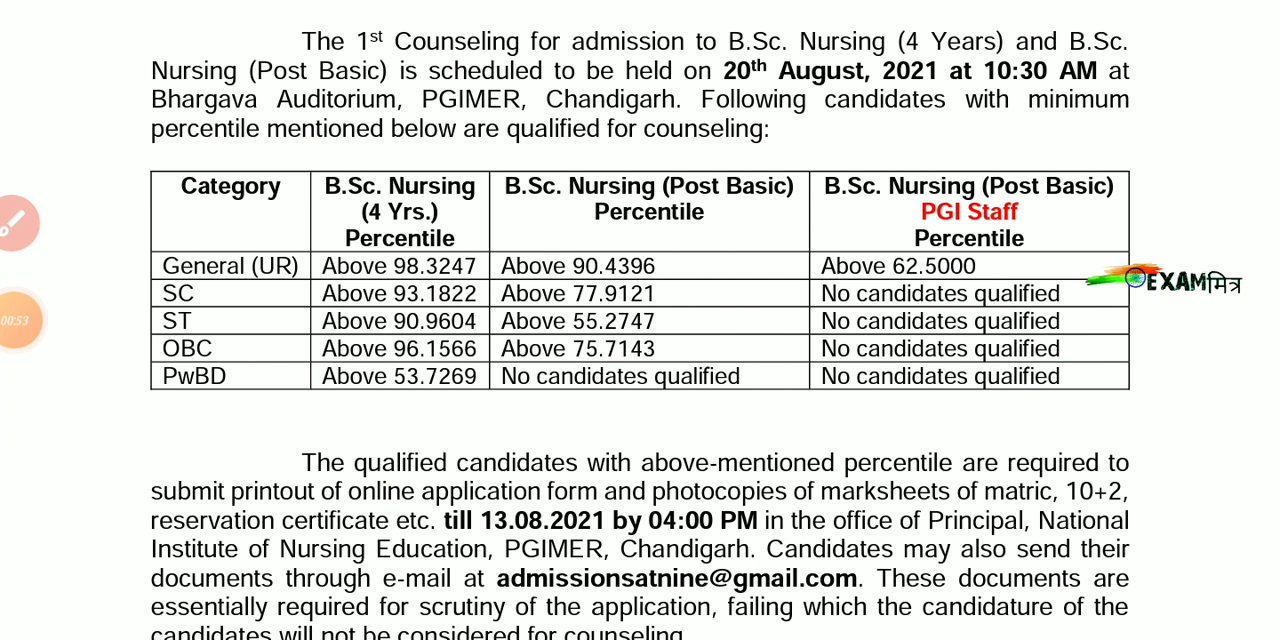 The 1st Counseling for admission to B.Sc. Nursing (4 Years) and B.Sc.
Nursing (Post Basic) is scheduled to be held on 20th August, 2021 at 10:30 AM at
Bhargava Auditorium, PGIMER, Chandigarh. Following candidates with minimum
percentile mentioned below are qualified for counseling:
Category B.Sc. Nursing B.Sc. Nursing (Post Basic) B.Sc. Nursing (Post Basic)
(4 Yrs.) Percentile PGI Staff
Percentile Percentile
General (UR) Above 98.3247 Above 90.4396 Above 62.5000
SC Above 93.1822 Above 77.9121 No candidates qualified
ST Above 90.9604 Above 55.2747 No candidates qualified
OBC Above 96.1566 Above 75.7143 No candidates qualified
PwBD Above 53.7269 No candidates qualified No candidates qualified
EXAMमित्र
00:53
The qualified candidates with above-mentioned percentile are required to
submit printout of online application form and photocopies of marksheets of matric, 10+2,
reservation certificate etc. till 13.08.2021 by 04:00 PM in the office of Principal, National
Institute of Nursing Education, PGIMER, Chandigarh. Candidates may also send their
documents through e-mail at admissionsatnine@gmail.com. These documents are
essentially required for scrutiny of the application, failing which the candidature of the
candidates will not be considered for counseling.